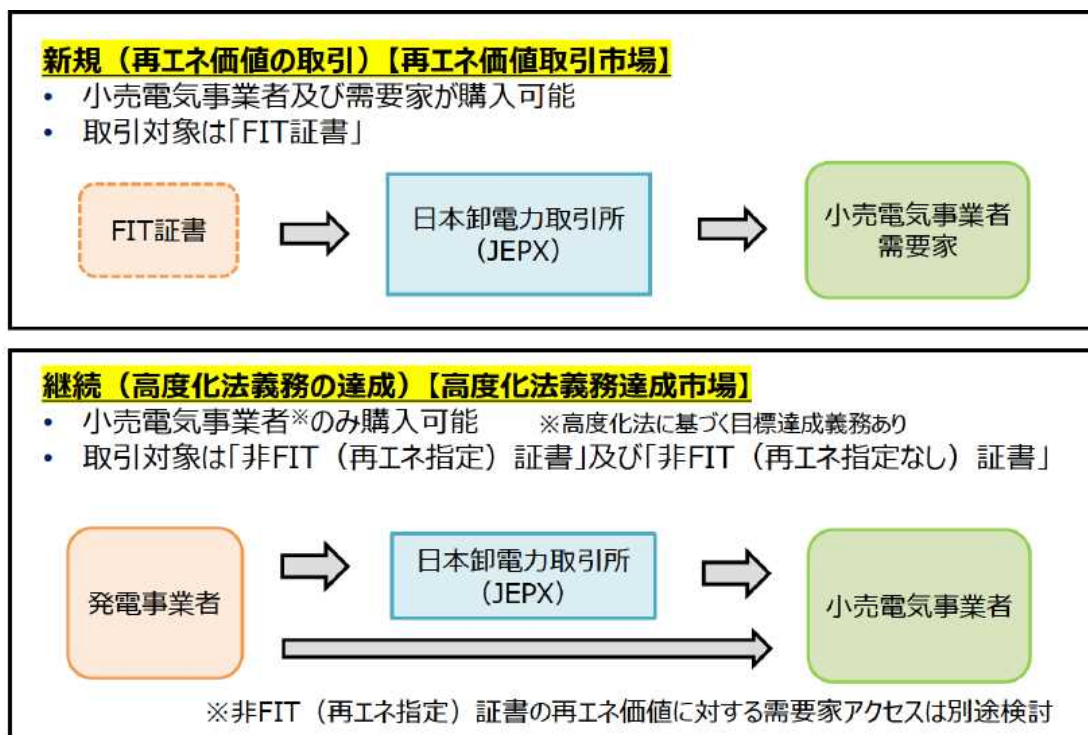 新規（再エネ価値の取引）【再エネ価値取引市場】
• 小売電気事業者及び需要家が購入可能
• 取引対象は「FIT証書」
FIT証書
日本卸電力取引所
(JEPX)
小売電気事業者
需要家
継続（高度化法義務の達成）【高度化法義務達成市場】
• 小売電気事業者※のみ購入可能　※高度化法に基づく目標達成義務あり
• 取引対象は「非FIT（再エネ指定）証書」及び「非FIT（再エネ指定なし）証書」
発電事業者
日本卸電力取引所
(JEPX)
小売電気事業者
※非FIT（再エネ指定）証書の再エネ価値に対する需要家アクセスは別途検討